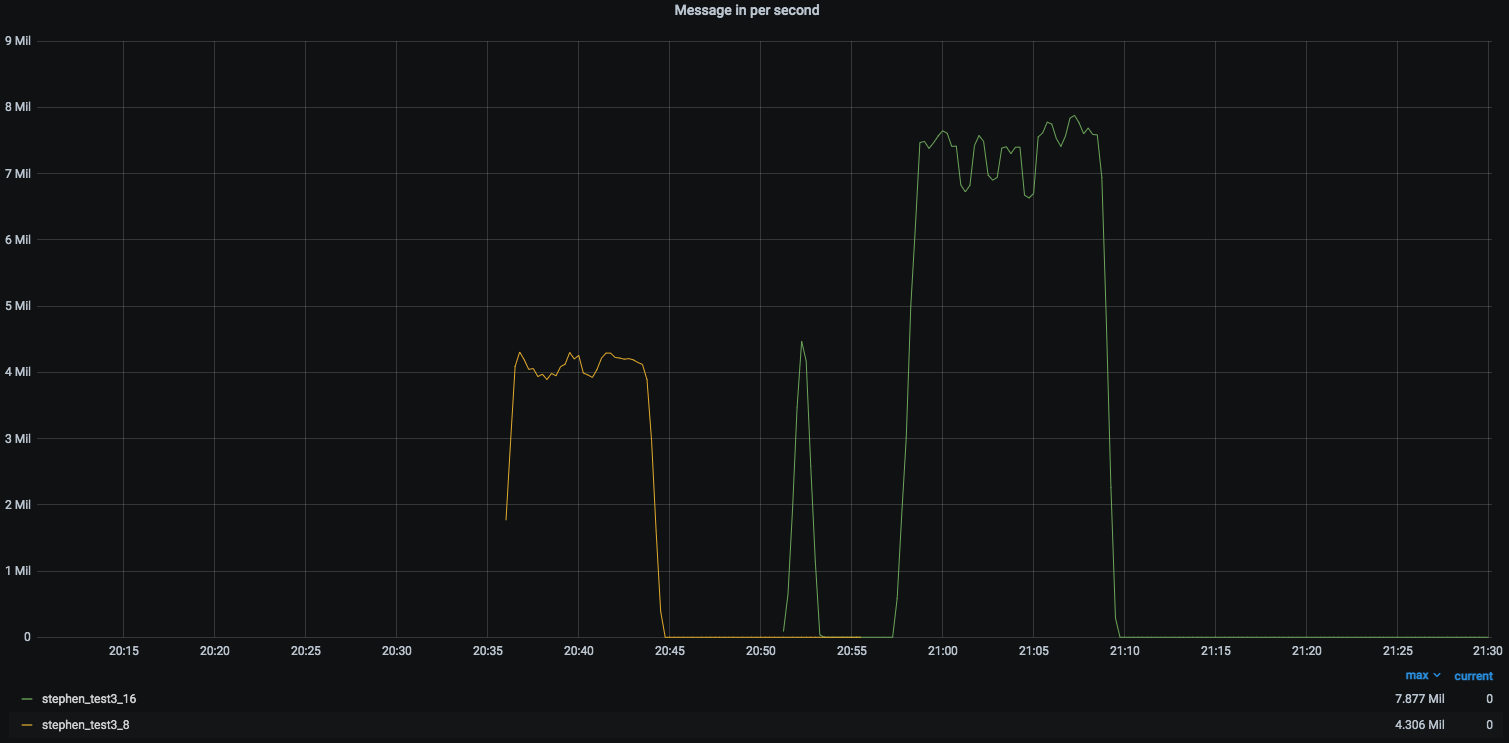 Message in per second
9 Mil
8 Mil
7 Mil
6 Mil
5 Mil
4 Mil
3 Mil
2 Mil
1 Mil
0
20:15 20:20 20:25 20:30 20:35 20:40 20:45 20:50 20:55 21:00 21:05 21:10 21:15 21:20 21:25 21:30
max current
stephen_test3_16 7.877 Mil 0
stephen_test3_8 4.306 Mil 0